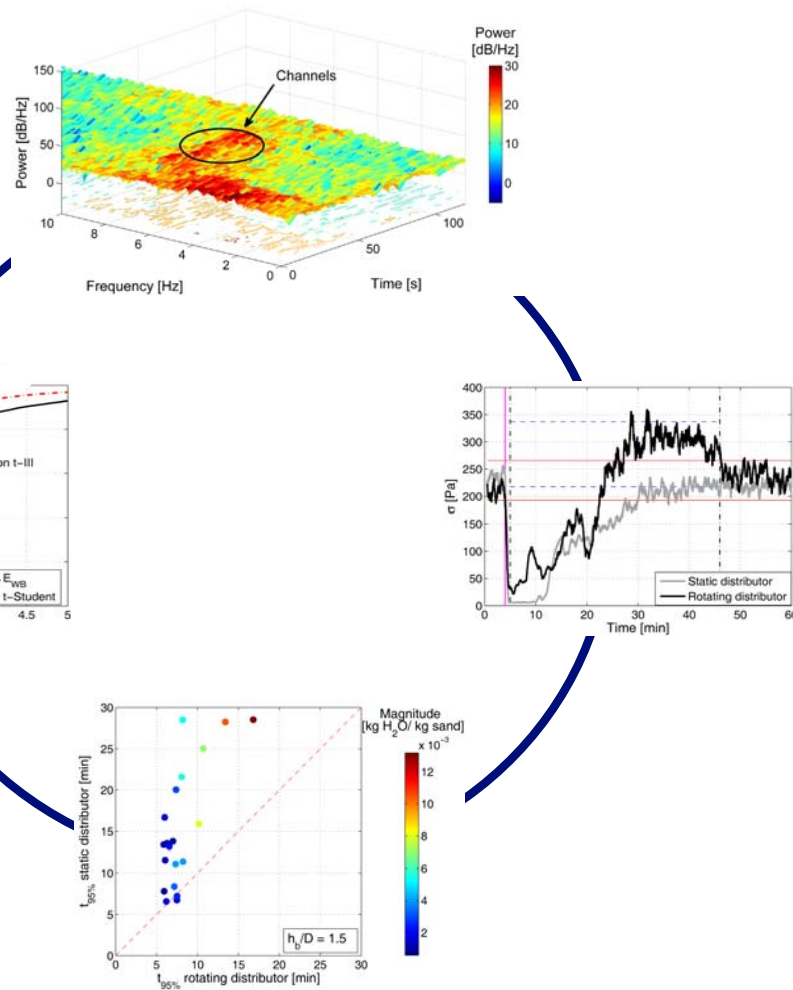 Power
[dB/Hz]
30
20
10
0
Channels
Power [dB/Hz]
150
100
50
0
10
8
6
4
2
0
Frequency [Hz]
0
50
100
Time [s]
on t-III
E_WB
t-Student
4.5
5
400
350
300
250
200
150
100
50
0
σ [Pa]
Static distributor
Rotating distributor
0 10 20 30 40 50 60
Time [min]
Magnitude
[kg H₂O/ kg sand]
x 10⁻³
12
10
8
6
4
2
30
25
20
15
10
5
0
t₉₅% static distributor [min]
h_b/D = 1.5
0 5 10 15 20 25 30
t₉₅% rotating distributor [min]